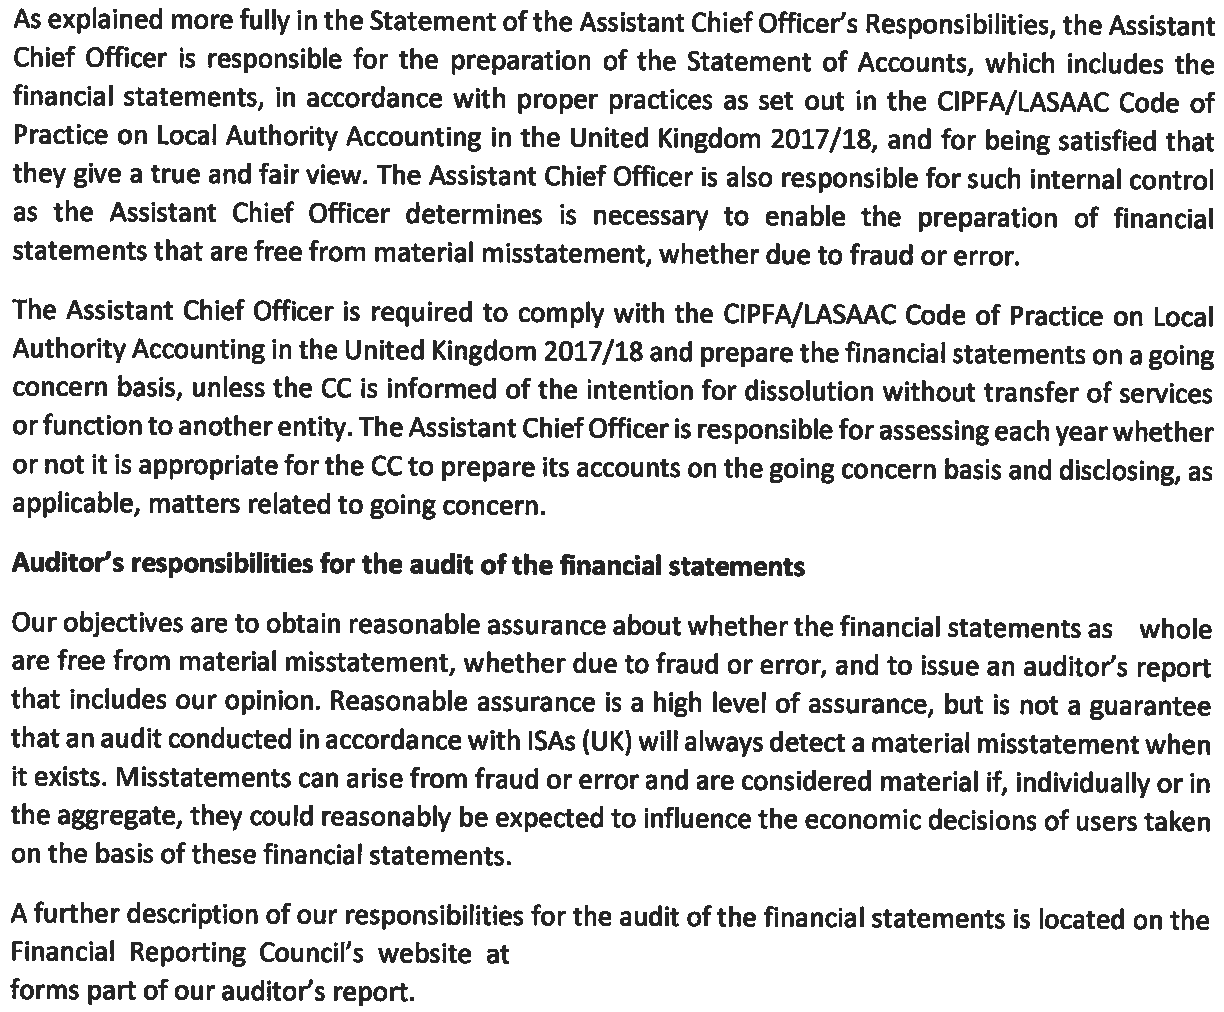 As explained more fully in the Statement of the Assistant Chief Officer's Responsibilities, the Assistant
Chief Officer is responsible for the preparation of the Statement of Accounts, which includes the
financial statements, in accordance with proper practices as set out in the CIPFA/LASAAC Code of
Practice on Local Authority Accounting in the United Kingdom 2017/18, and for being satisfied that
they give a true and fair view. The Assistant Chief Officer is also responsible for such internal control
as the Assistant Chief Officer determines is necessary to enable the preparation of financial
statements that are free from material misstatement, whether due to fraud or error.
The Assistant Chief Officer is required to comply with the CIPFA/LASAAC Code of Practice on Local
Authority Accounting in the United Kingdom 2017/18 and prepare the financial statements on a going
concern basis, unless the CC is informed of the intention for dissolution without transfer of services
or function to another entity. The Assistant Chief Officer is responsible for assessing each year whether
or not it is appropriate for the CC to prepare its accounts on the going concern basis and disclosing, as
applicable, matters related to going concern.
Auditor's responsibilities for the audit of the financial statements
Our objectives are to obtain reasonable assurance about whether the financial statements as whole
are free from material misstatement, whether due to fraud or error, and to issue an auditor's report
that includes our opinion. Reasonable assurance is a high level of assurance, but is not a guarantee
that an audit conducted in accordance with ISAs (UK) will always detect a material misstatement when
it exists. Misstatements can arise from fraud or error and are considered material if, individually or in
the aggregate, they could reasonably be expected to influence the economic decisions of users taken
on the basis of these financial statements.
A further description of our responsibilities for the audit of the financial statements is located on the
Financial Reporting Council's website at
forms part of our auditor's report.